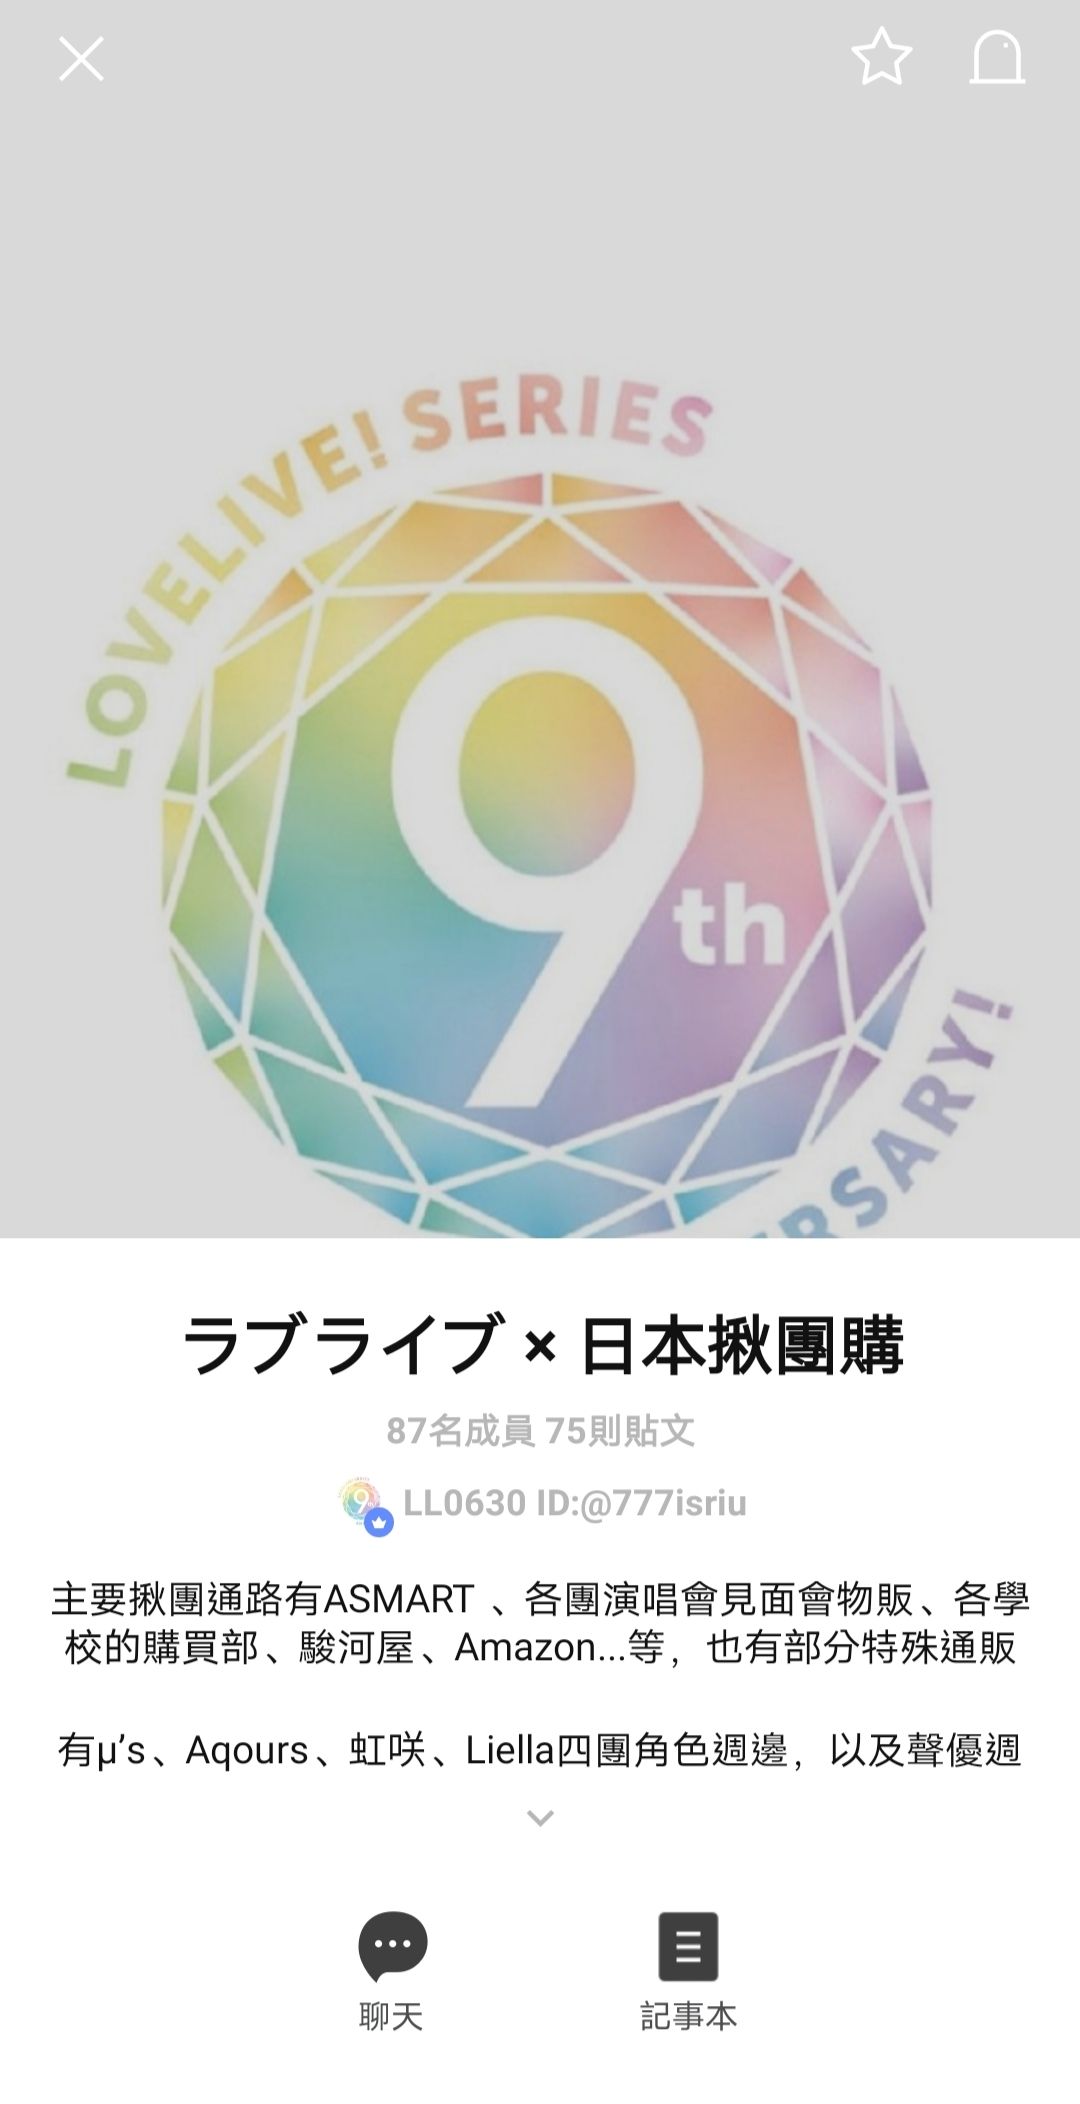 LOVELIVE! SERIES
9th
ERSARY!
ラブライブ × 日本揪團購
87名成員 75則貼文
9th
LL0630 ID:@777isriu
主要揪團通路有ASMART 、各團演唱會見面會物販、各學
校的購買部、駿河屋、Amazon...等，也有部分特殊通販
有μ’s、Aqours、虹咲、Liella四團角色週邊，以及聲優週
聊天
記事本